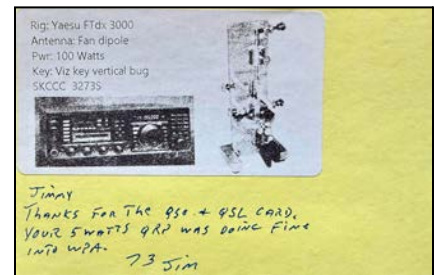 Rig: Yaesu FTdx 3000
Antenna: Fan dipole
Pwr: 100 Watts
Key: Viz key vertical bug
SKCCC 3273S
Jimmy
Thanks for the QSO + QSL card.
Your 5 watts QRP was doing fine
into WPA.
73 Jim